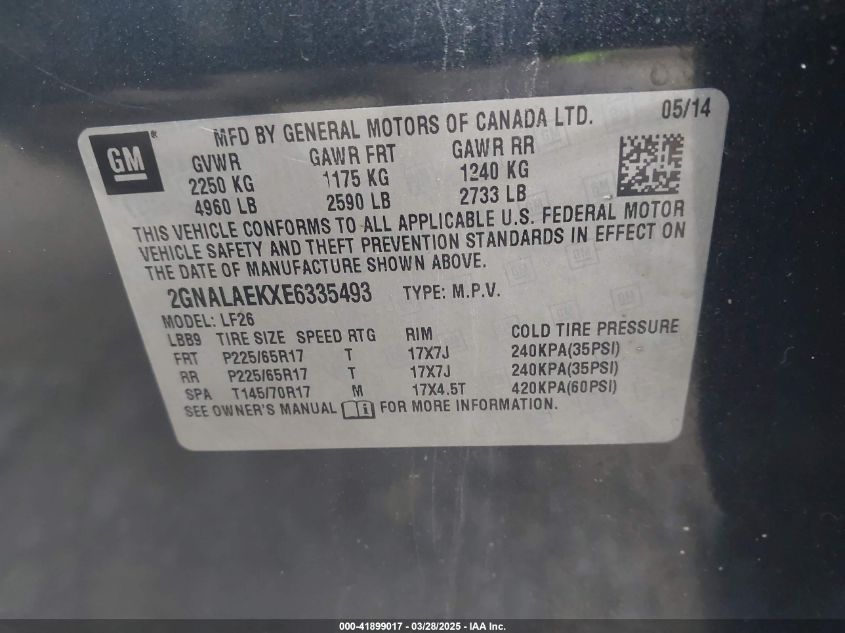 GM ®
MFD BY GENERAL MOTORS OF CANADA LTD. 05/14
GVWR GAWR FRT GAWR RR
2250 KG 1175 KG 1240 KG
4960 LB 2590 LB 2733 LB
THIS VEHICLE CONFORMS TO ALL APPLICABLE U.S. FEDERAL MOTOR
VEHICLE SAFETY AND THEFT PREVENTION STANDARDS IN EFFECT ON
THE DATE OF MANUFACTURE SHOWN ABOVE.
2GNALAEKXE6335493 TYPE: M.P.V.
MODEL: LF26
LBB9 TIRE SIZE SPEED RTG RIM COLD TIRE PRESSURE
FRT P225/65R17 T 17X7J 240KPA(35PSI)
RR P225/65R17 T 17X7J 240KPA(35PSI)
SPA T145/70R17 M 17X4.5T 420KPA(60PSI)
SEE OWNER'S MANUAL FOR MORE INFORMATION.
000-41899017 — 03/28/2025 — IAA Inc.